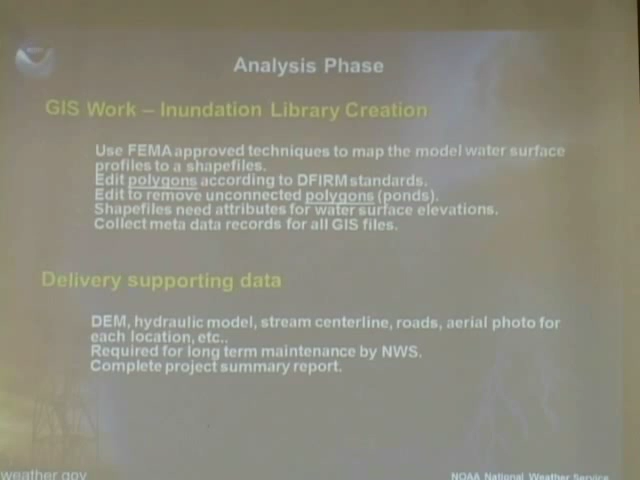 Analysis Phase
GIS Work – Inundation Library Creation
Use FEMA approved techniques to map the model water surface
profiles to a shapefiles.
Edit polygons according to DFIRM standards.
Edit to remove unconnected polygons (ponds).
Shapefiles need attributes for water surface elevations.
Collect meta data records for all GIS files.
Delivery supporting data
DEM, hydraulic model, stream centerline, roads, aerial photo for
each location, etc..
Required for long term maintenance by NWS.
Complete project summary report.
weather.gov
NOAA National Weather Service